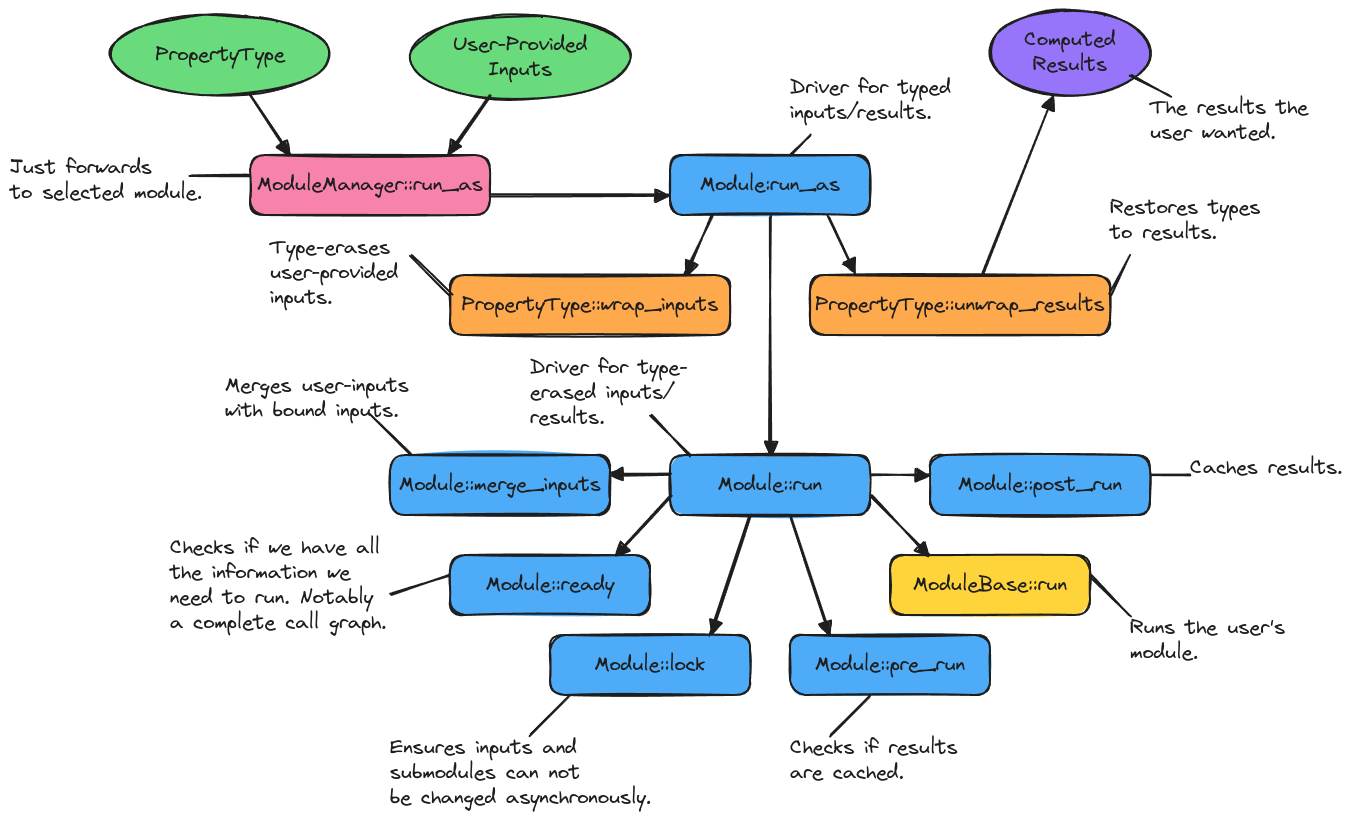 PropertyType
User-Provided
Inputs
Computed
Results
Driver for typed
inputs/results.
The results the
user wanted.
Just forwards
to selected module.
ModuleManager::run_as
Module:run_as
Restores types
to results.
Type-erases
user-provided
inputs.
PropertyType::wrap_inputs
PropertyType::unwrap_results
Driver for type-
erased inputs/
results.
Merges user-inputs
with bound inputs.
Module::merge_inputs
Module::run
Module::post_run
Caches results.
Checks if we have all
the information we
need to run. Notably
a complete call graph.
Module::ready
ModuleBase::run
Runs the user's
module.
Module::lock
Module::pre_run
Ensures inputs and
submodules can not
be changed asynchronously.
Checks if results
are cached.